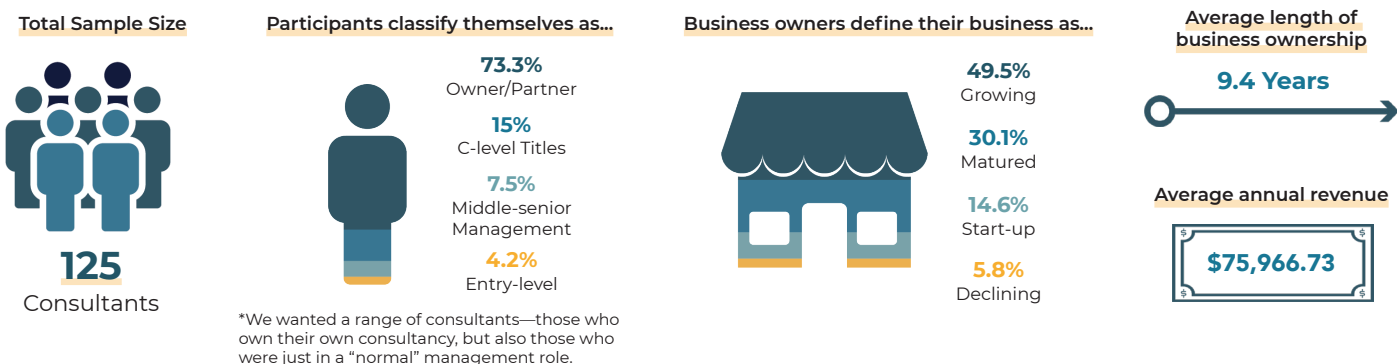 Total Sample Size
125
Consultants
Participants classify themselves as...
73.3%
Owner/Partner
15%
C-level Titles
7.5%
Middle-senior
Management
4.2%
Entry-level
*We wanted a range of consultants—those who
own their own consultancy, but also those who
were just in a “normal” management role.
Business owners define their business as...
49.5%
Growing
30.1%
Matured
14.6%
Start-up
5.8%
Declining
Average length of
business ownership
9.4 Years
Average annual revenue
$ $
$75,966.73
$ $